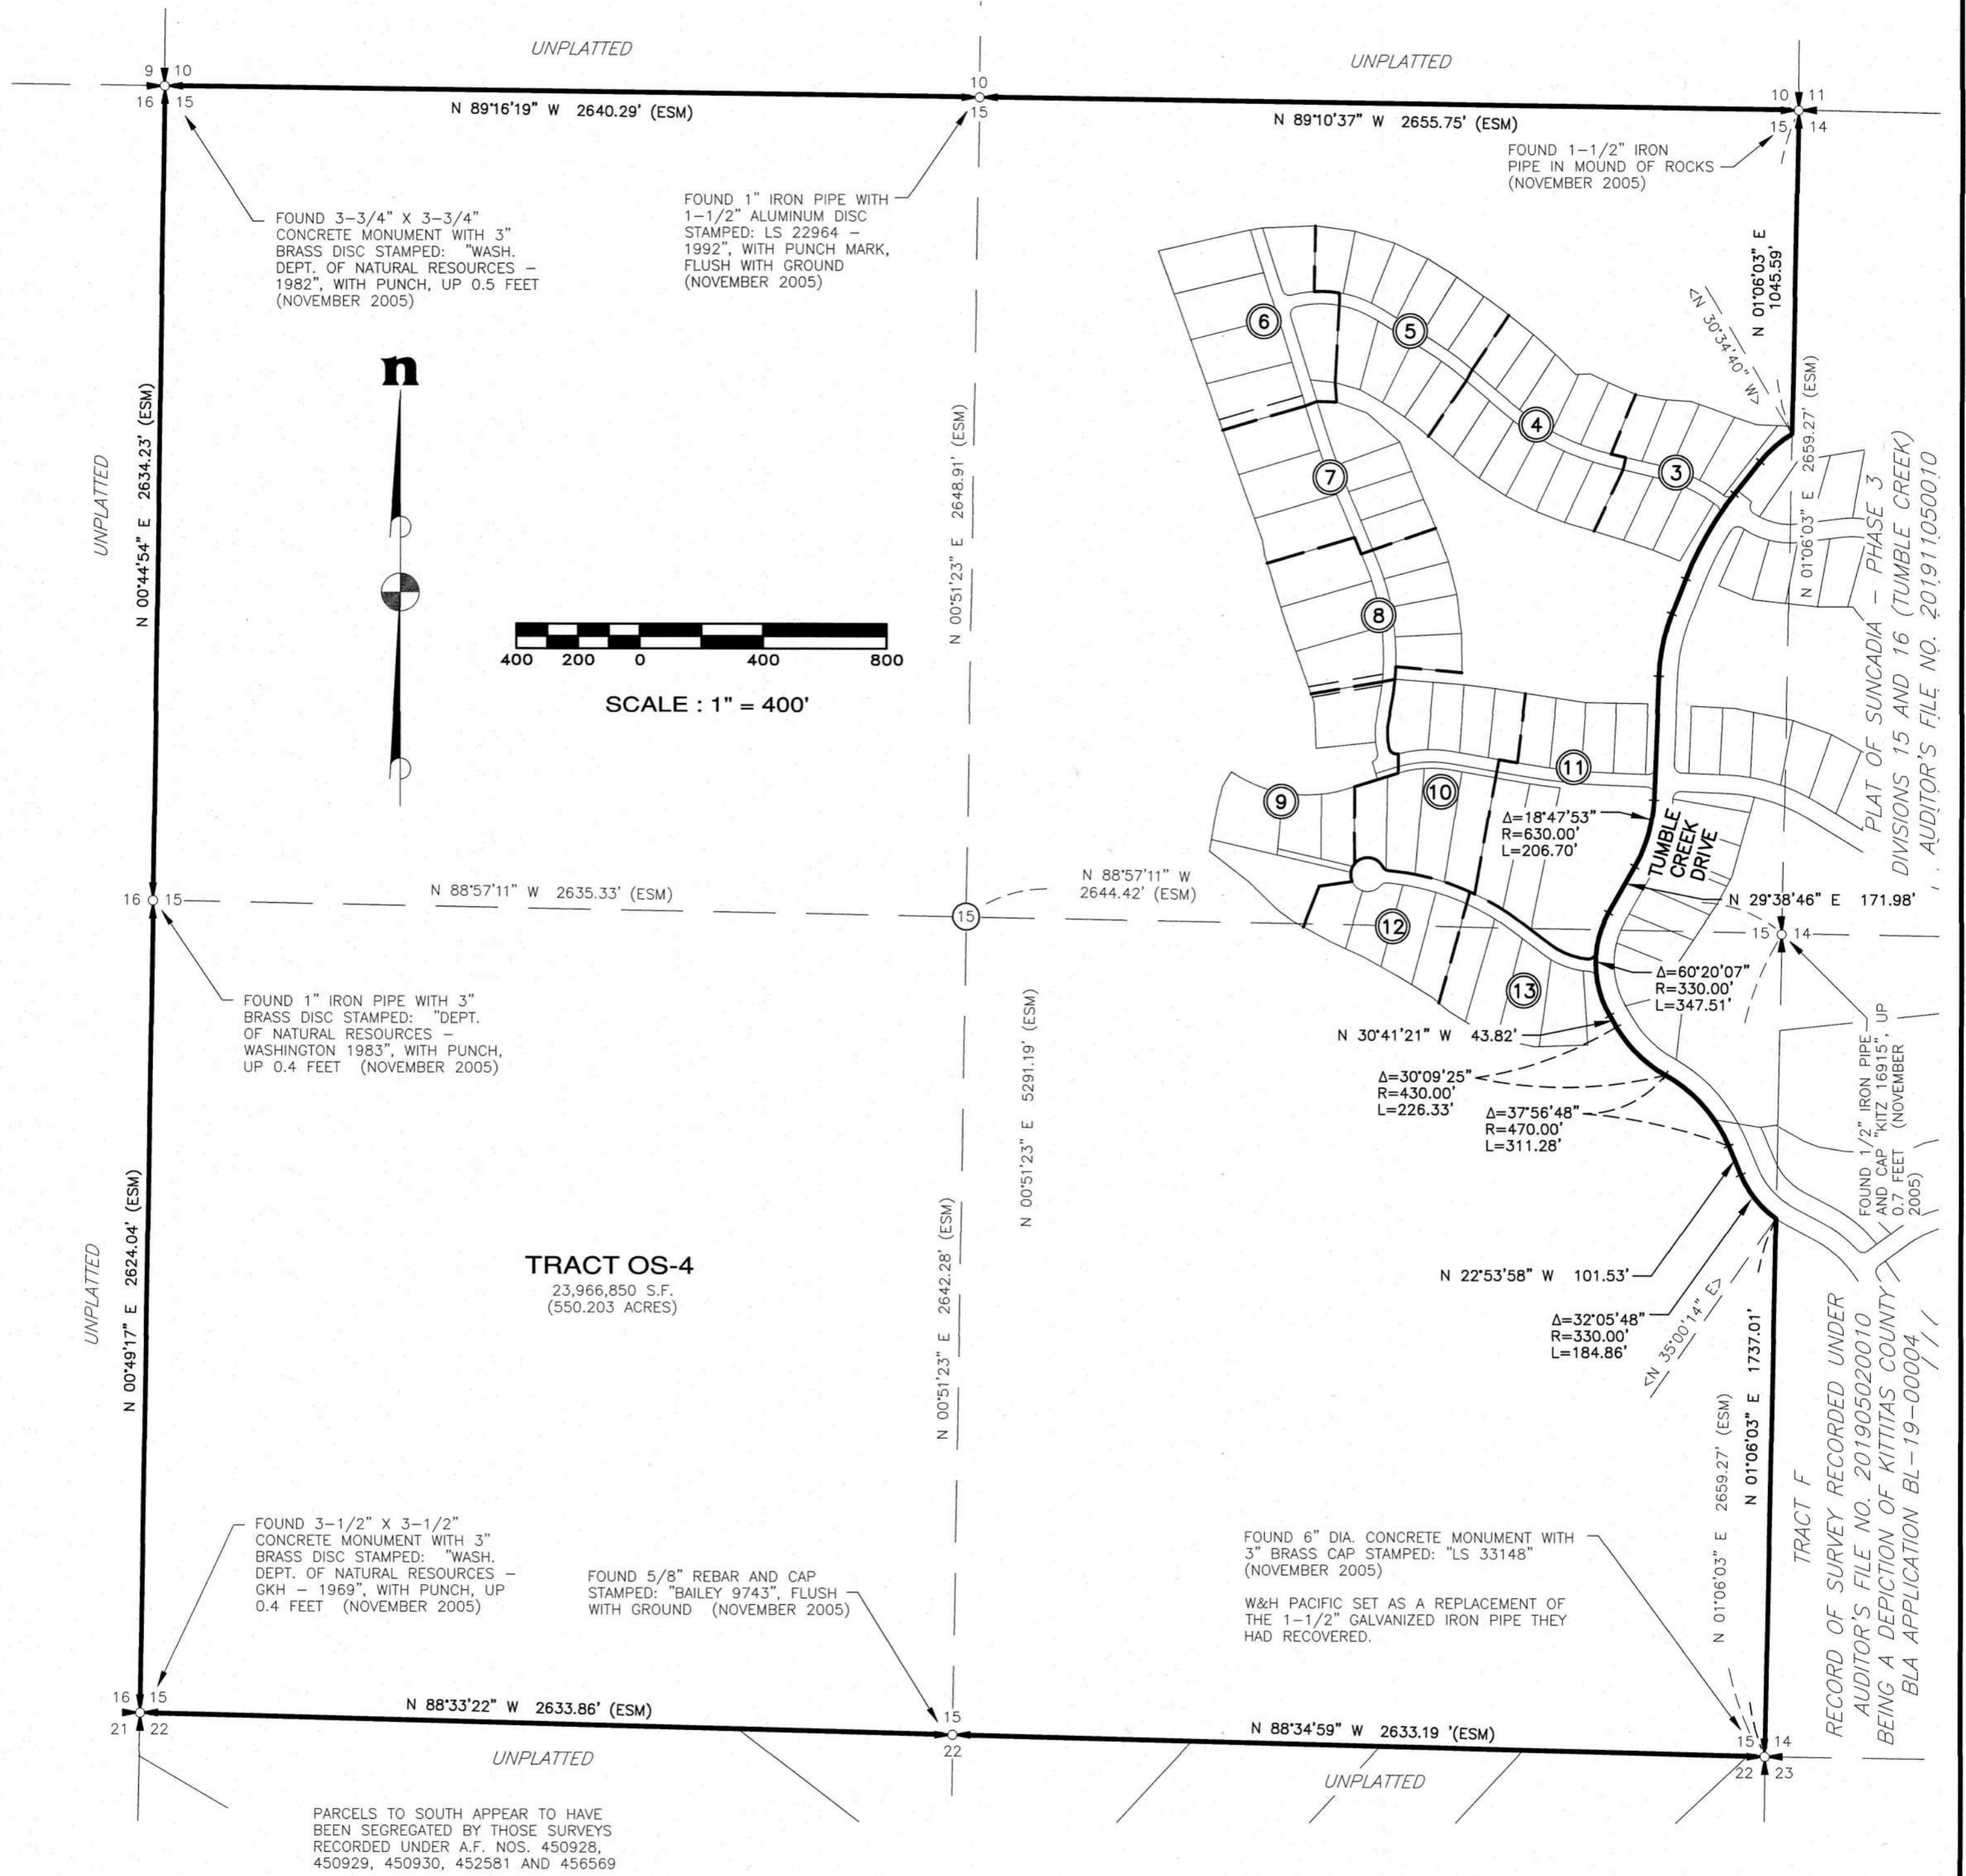 UNPLATTED
UNPLATTED
9 10
16 15
10
15
10 11
15 14
N 89°16'19" W 2640.29' (ESM)
N 89°10'37" W 2655.75' (ESM)
FOUND 1-1/2" IRON
PIPE IN MOUND OF ROCKS
(NOVEMBER 2005)
FOUND 3-3/4" X 3-3/4"
CONCRETE MONUMENT WITH 3"
BRASS DISC STAMPED: "WASH.
DEPT. OF NATURAL RESOURCES –
1982", WITH PUNCH, UP 0.5 FEET
(NOVEMBER 2005)
FOUND 1" IRON PIPE WITH
1-1/2" ALUMINUM DISC
STAMPED: LS 22964 –
1992", WITH PUNCH MARK,
FLUSH WITH GROUND
(NOVEMBER 2005)
N 01°06'03" E
1045.59'
<N 30°34'40" W>
n
6
5
4
3
7
8
N 00°44'54" E 2634.23' (ESM)
UNPLATTED
N 00°51'23" E 2648.91' (ESM)
N 01°06'03" E 2659.27' (ESM)
PLAT OF SUNCADIA – PHASE 3
DIVISIONS 15 AND 16 (TUMBLE CREEK)
AUDITOR'S FILE NO. 201911050010
400 200 0 400 800
SCALE : 1" = 400'
11
10
9
Δ=18°47'53"
R=630.00'
L=206.70'
TUMBLE
CREEK
DRIVE
N 88°57'11" W 2635.33' (ESM)
N 88°57'11" W
2644.42' (ESM)
N 29°38'46" E 171.98'
16 15
15
12
15 14
13
Δ=60°20'07"
R=330.00'
L=347.51'
FOUND 1" IRON PIPE WITH 3"
BRASS DISC STAMPED: "DEPT.
OF NATURAL RESOURCES –
WASHINGTON 1983", WITH PUNCH,
UP 0.4 FEET (NOVEMBER 2005)
N 30°41'21" W 43.82'
Δ=30°09'25"
R=430.00'
L=226.33'
Δ=37°56'48"
R=470.00'
L=311.28'
FOUND 1/2" IRON PIPE
AND CAP "KITZ 16915", UP
0.7 FEET (NOVEMBER
2005)
N 00°51'23" E 5291.19' (ESM)
N 00°49'17" E 2624.04' (ESM)
UNPLATTED
N 00°51'23" E 2642.28' (ESM)
TRACT OS-4
23,966,850 S.F.
(550.203 ACRES)
N 22°53'58" W 101.53'
Δ=32°05'48"
R=330.00'
L=184.86'
<N 35°00'14" E>
N 01°06'03" E 1737.01'
N 01°06'03" E 2659.27' (ESM)
TRACT F
RECORD OF SURVEY RECORDED UNDER
AUDITOR'S FILE NO. 201905020010
BEING A DEPICTION OF KITTITAS COUNTY
BLA APPLICATION BL-19-00004
FOUND 3-1/2" X 3-1/2"
CONCRETE MONUMENT WITH 3"
BRASS DISC STAMPED: "WASH.
DEPT. OF NATURAL RESOURCES –
GKH – 1969", WITH PUNCH, UP
0.4 FEET (NOVEMBER 2005)
FOUND 5/8" REBAR AND CAP
STAMPED: "BAILEY 9743", FLUSH
WITH GROUND (NOVEMBER 2005)
FOUND 6" DIA. CONCRETE MONUMENT WITH
3" BRASS CAP STAMPED: "LS 33148"
(NOVEMBER 2005)
W&H PACIFIC SET AS A REPLACEMENT OF
THE 1-1/2" GALVANIZED IRON PIPE THEY
HAD RECOVERED.
16 15
21 22
N 88°33'22" W 2633.86' (ESM)
15
22
N 88°34'59" W 2633.19 '(ESM)
15 14
22 23
UNPLATTED
UNPLATTED
PARCELS TO SOUTH APPEAR TO HAVE
BEEN SEGREGATED BY THOSE SURVEYS
RECORDED UNDER A.F. NOS. 450928,
450929, 450930, 452581 AND 456569